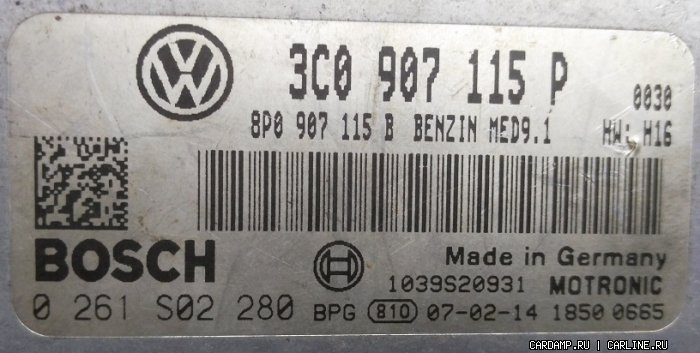 3C0 907 115 P 0030
8P0 907 115 B BENZIN MED9.1 HW: H16
BOSCH Made in Germany
1039S20931 MOTRONIC
0 261 S02 280 BPG 810 07-02-14 1850 0665
CARDAMP.RU | CARLINE.RU